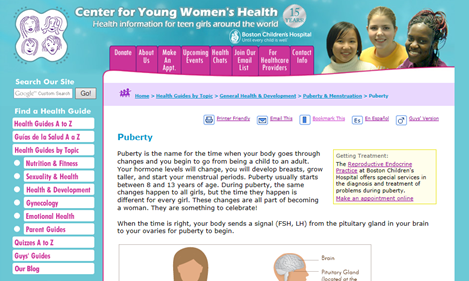 Center for Young Women's Health
15 YEARS
Health information for teen girls around the world
Boston Children's Hospital
Until every child is well
Donate
About Us
Make An Appt.
Upcoming Events
Health Chats
Join Our Email List
For Healthcare Providers
Contact Info
Search Our Site
Google Custom Search
Go!
Find a Health Guide
Health Guides A to Z
Guías de la Salud A a Z
Health Guides by Topic
Nutrition & Fitness
Sexuality & Health
Health & Development
Gynecology
Emotional Health
Parent Guides
Quizzes A to Z
Guys' Guides
Our Blog
Home > Health Guides by Topic > General Health & Development > Puberty & Menstruation > Puberty
Printer Friendly
Email This
Bookmark This
En Español
Guys' Version
Puberty
Puberty is the name for the time when your body goes through
changes and you begin to go from being a child to an adult.
Your hormone levels will change, you will develop breasts, grow
taller, and start your menstrual periods. Puberty usually starts
between 8 and 13 years of age. During puberty, the same
changes happen to all girls, but the time they happen is
different for every girl. These changes are all part of becoming
a woman. They are something to celebrate!
Getting Treatment:
The Reproductive Endocrine
Practice at Boston Children's
Hospital offers special services in
the diagnosis and treatment of
problems during puberty.
Make an appointment online
When the time is right, your body sends a signal (FSH, LH) from the pituitary gland in your brain
to your ovaries for puberty to begin.
Brain
Pituitary Gland
(located at the